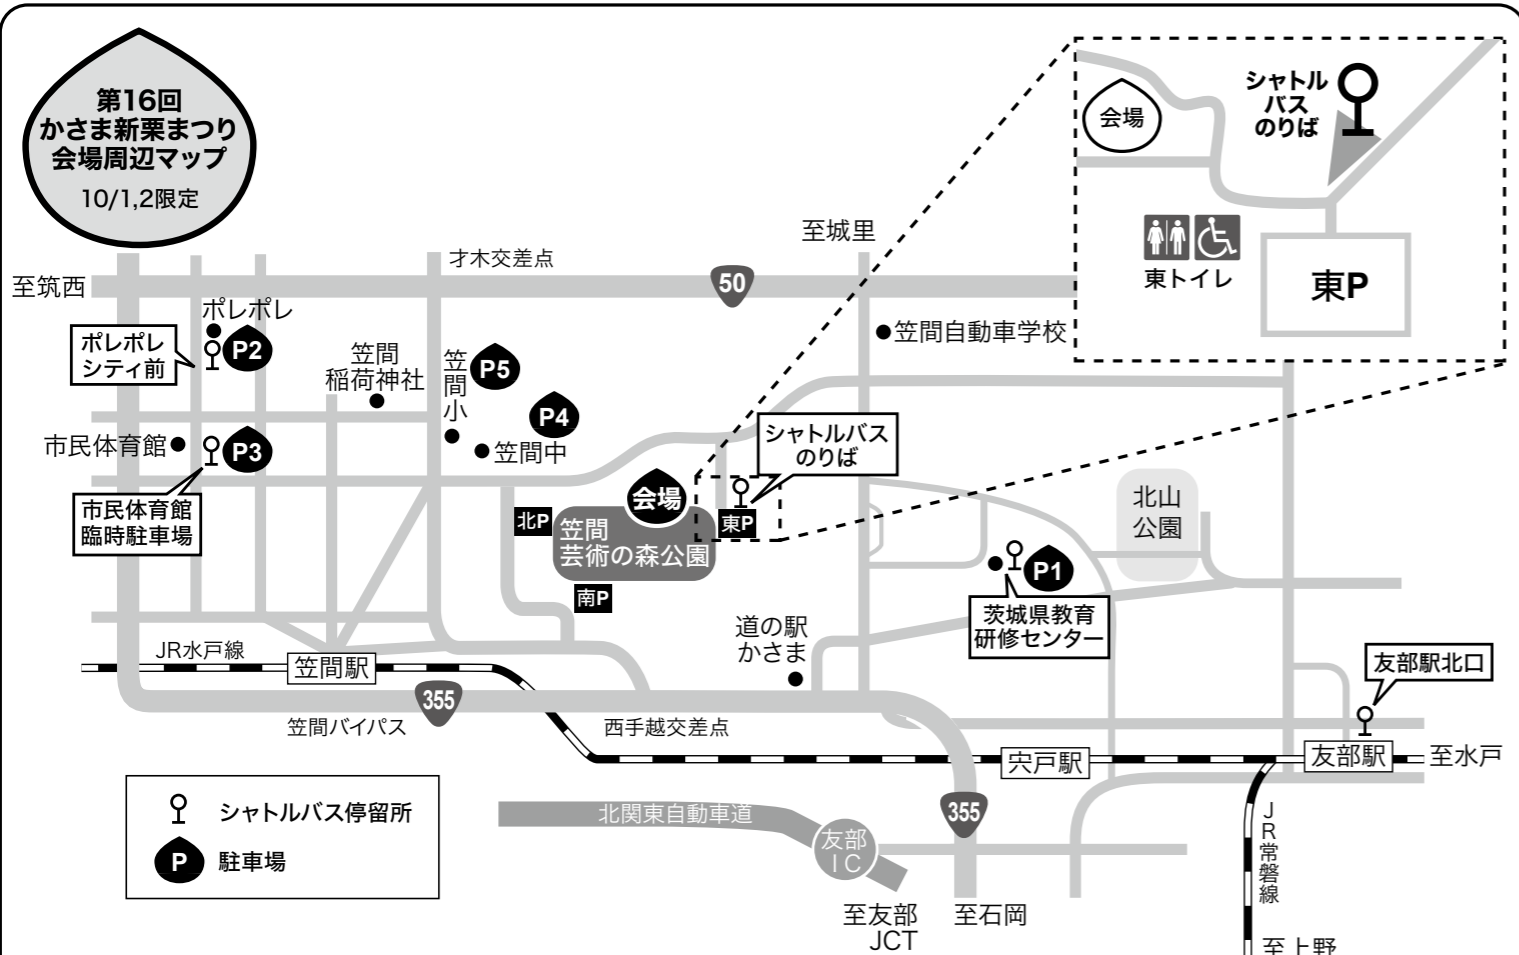 第16回
かさま新栗まつり
会場周辺マップ
10/1,2限定
会場
シャトル
バス
のりば
東トイレ
東P
至城里
才木交差点
50
至筑西
ポレポレ
ポレポレ
シティ前
P2
笠間
稲荷神社
笠間小
P5
P4
笠間自動車学校
市民体育館
P3
笠間中
シャトルバス
のりば
市民体育館
臨時駐車場
会場
北P
笠間
芸術の森公園
東P
南P
北山
公園
P1
茨城県教育
研修センター
道の駅
かさま
JR水戸線
笠間駅
355
笠間バイパス
西手越交差点
友部駅北口
宍戸駅
友部駅
至水戸
シャトルバス停留所
P
駐車場
北関東自動車道
友部
IC
355
JR常磐線
至友部
JCT
至石岡
至上野